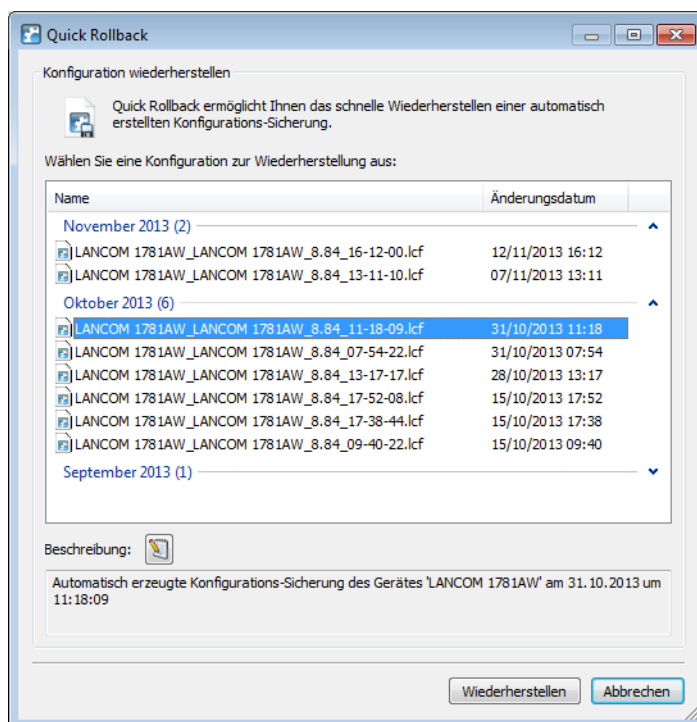 Quick Rollback
Konfiguration wiederherstellen
Quick Rollback ermöglicht Ihnen das schnelle Wiederherstellen einer automatisch
erstellten Konfigurations-Sicherung.
Wählen Sie eine Konfiguration zur Wiederherstellung aus:
Name Änderungsdatum
November 2013 (2)
LANCOM 1781AW_LANCOM 1781AW_8.84_16-12-00.lcf 12/11/2013 16:12
LANCOM 1781AW_LANCOM 1781AW_8.84_13-11-10.lcf 07/11/2013 13:11
Oktober 2013 (6)
LANCOM 1781AW_LANCOM 1781AW_8.84_11-18-09.lcf 31/10/2013 11:18
LANCOM 1781AW_LANCOM 1781AW_8.84_07-54-22.lcf 31/10/2013 07:54
LANCOM 1781AW_LANCOM 1781AW_8.84_13-17-17.lcf 28/10/2013 13:17
LANCOM 1781AW_LANCOM 1781AW_8.84_17-52-08.lcf 15/10/2013 17:52
LANCOM 1781AW_LANCOM 1781AW_8.84_17-38-44.lcf 15/10/2013 17:38
LANCOM 1781AW_LANCOM 1781AW_8.84_09-40-22.lcf 15/10/2013 09:40
September 2013 (1)
Beschreibung:
Automatisch erzeugte Konfigurations-Sicherung des Gerätes 'LANCOM 1781AW' am 31.10.2013 um
11:18:09
Wiederherstellen Abbrechen